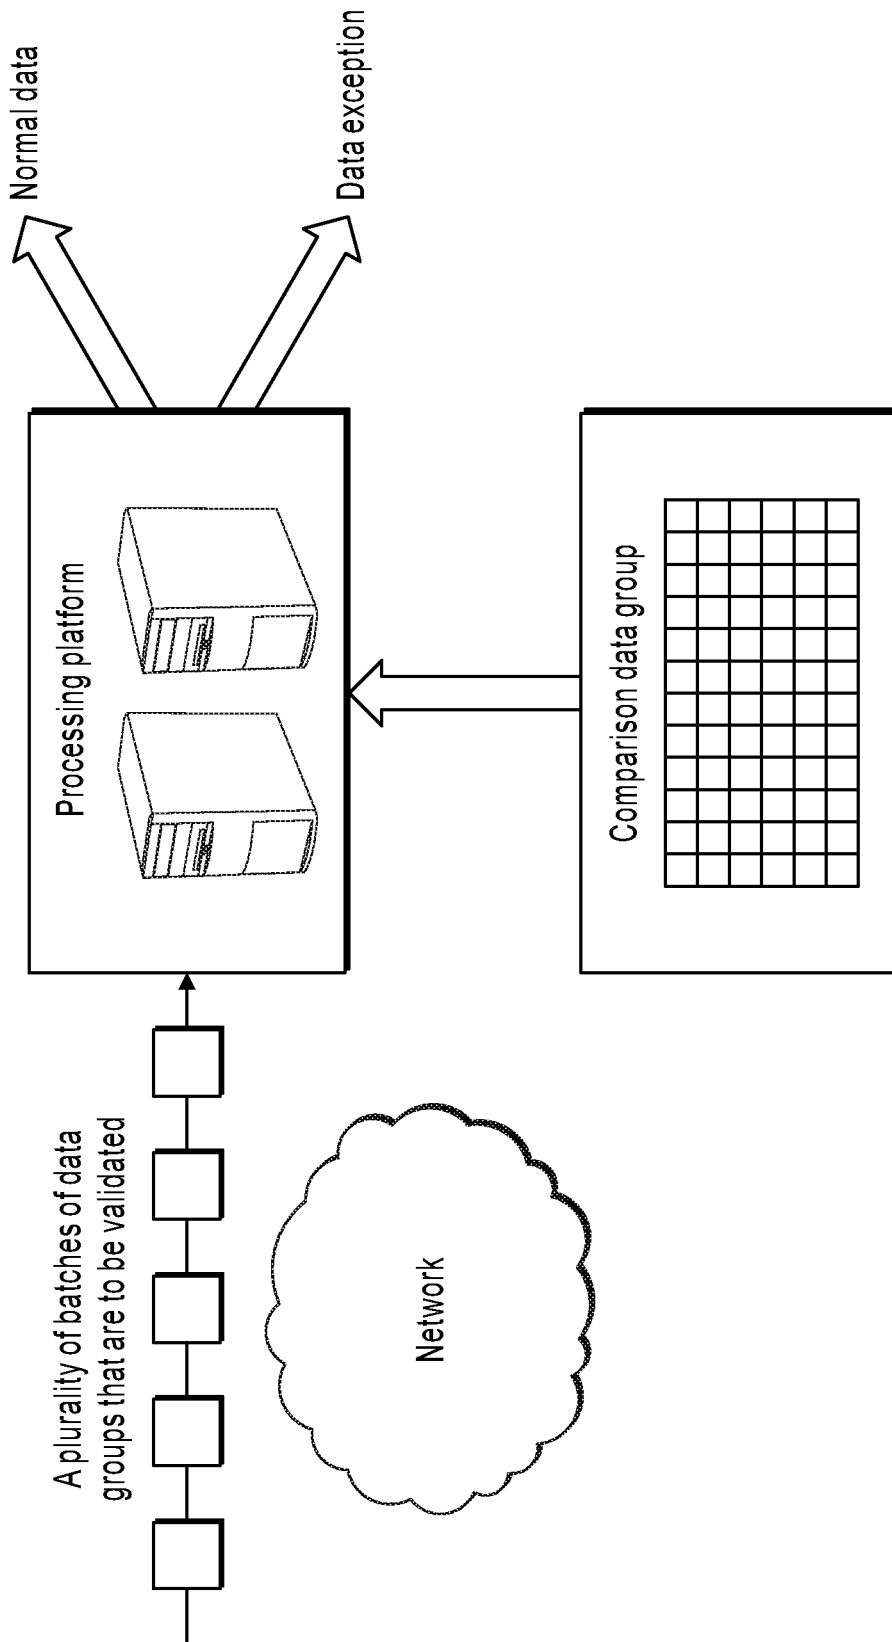 A plurality of batches of data
groups that are to be validated
Network
Processing platform
Comparison data group
Normal data
Data exception